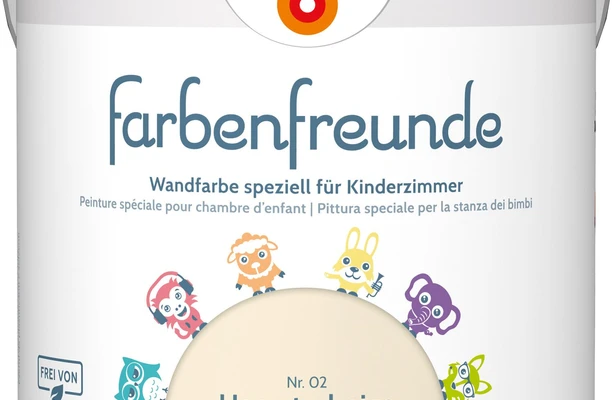 farbenfreunde
Wandfarbe speziell für Kinderzimmer
Peinture spéciale pour chambre d'enfant | Pittura speciale per la stanza dei bimbi
Nr. 02
FREI VON